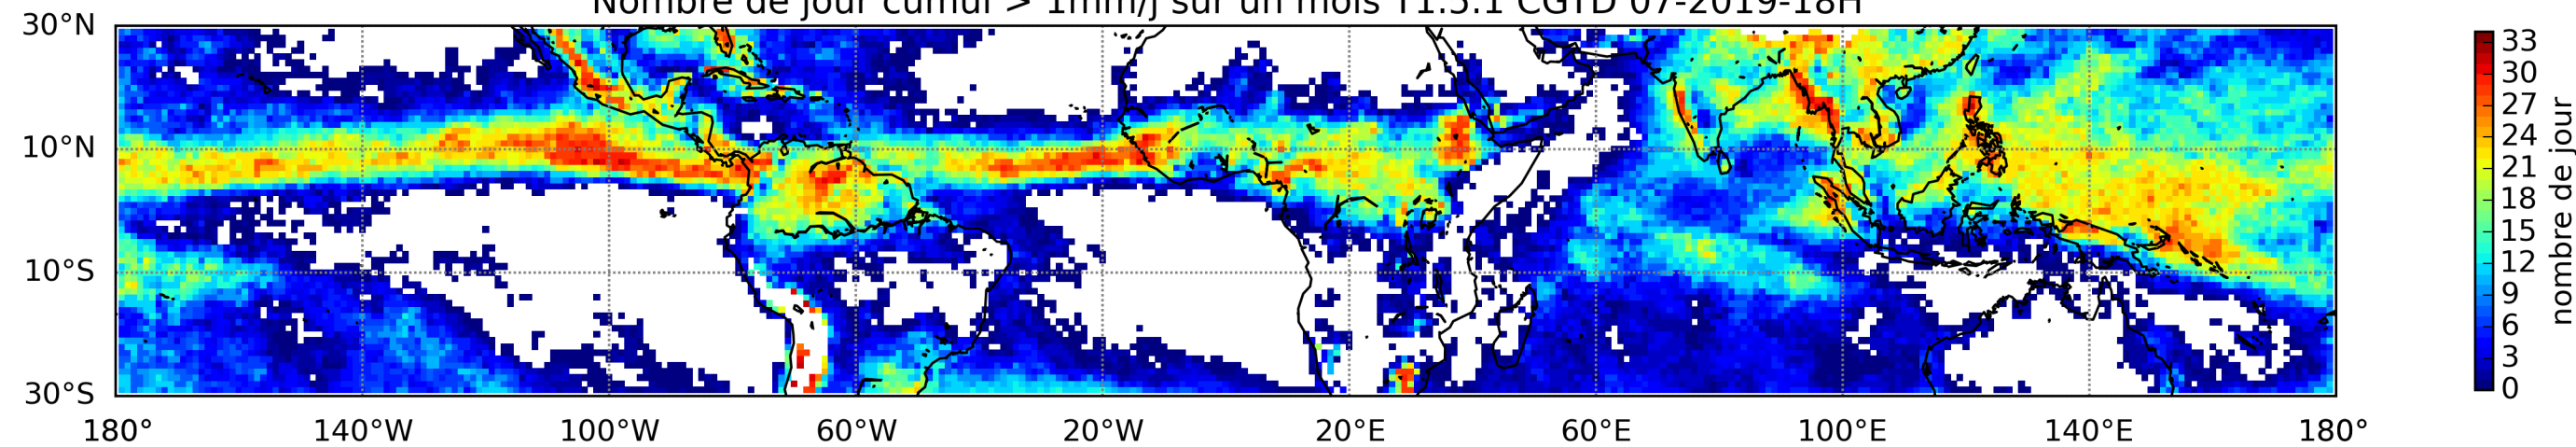 Nombre de jour cumul > 1mm/j sur un mois T1.5.1 CGTD 07-2019-18H
30°N
10°N
10°S
30°S
180°
140°W
100°W
60°W
20°W
20°E
60°E
100°E
140°E
180°
33
30
27
24
21
18
15
12
9
6
3
0
nombre de jour